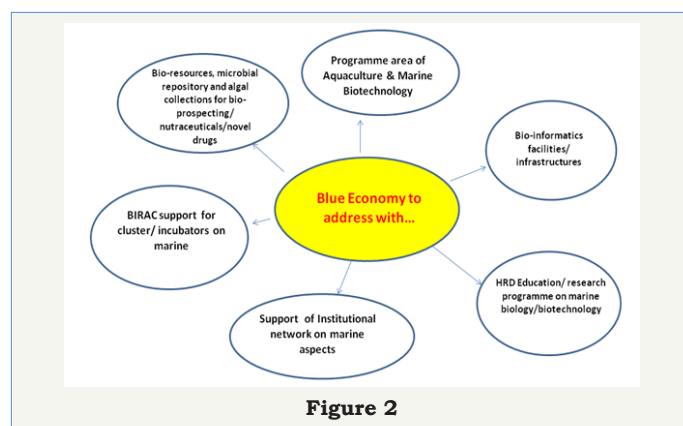 Programme area of
Aquaculture & Marine
Biotechnology
Bio-resources, microbial
repository and algal
collections for bio-
prospecting/
nutraceuticals/novel
drugs
Bio-informatics
facilities/
infrastructures
Blue Economy to
address with...
BIRAC support for
cluster/ incubators on
marine
HRD Education/ research
programme on marine
biology/biotechnology
Support of Institutional
network on marine
aspects
Figure 2